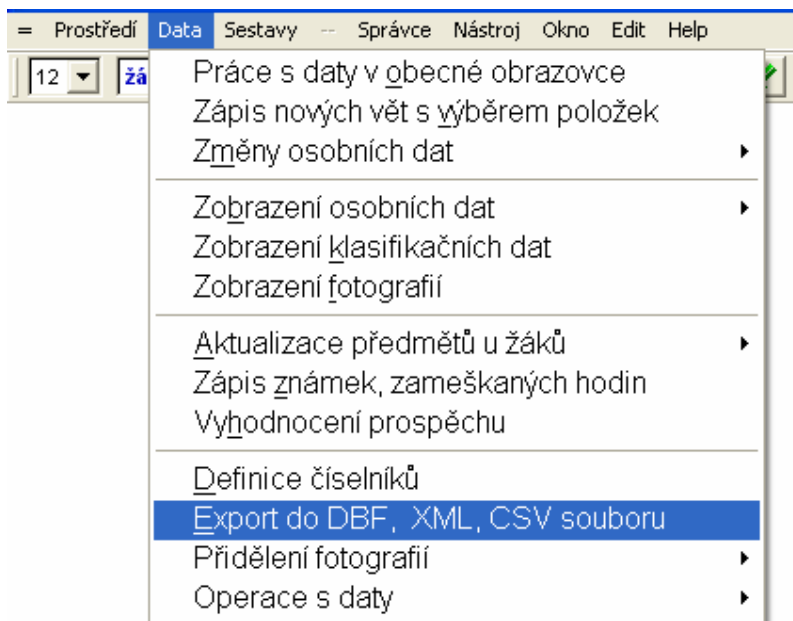 = Prostředí Data Sestavy -- Správce Nástroj Okno Edit Help
12 žá
Práce s daty v obecné obrazovce
Zápis nových vět s výběrem položek
Změny osobních dat
Zobrazení osobních dat
Zobrazení klasifikačních dat
Zobrazení fotografií
Aktualizace předmětů u žáků
Zápis známek, zameškaných hodin
Vyhodnocení prospěchu
Definice číselníků
Export do DBF, XML, CSV souboru
Přidělení fotografií
Operace s daty